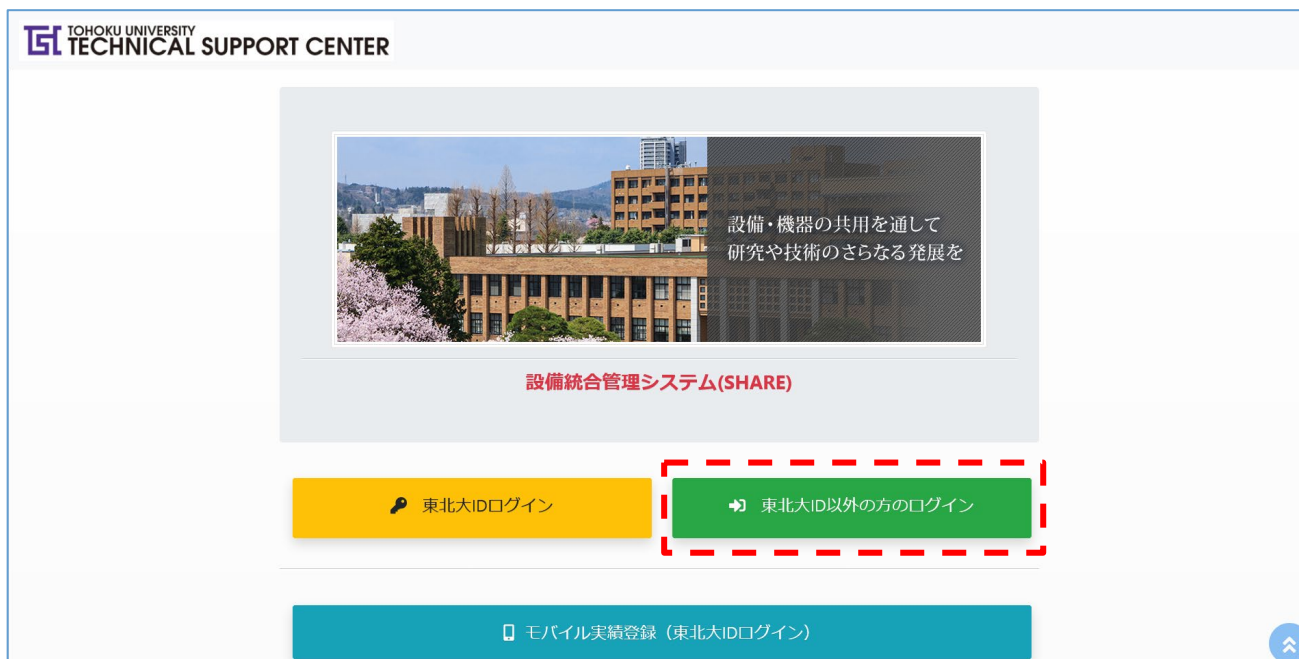 TOHOKU UNIVERSITY
TECHNICAL SUPPORT CENTER
設備・機器の共用を通して
研究や技術のさらなる発展を
設備統合管理システム(SHARE)
東北大IDログイン
東北大ID以外の方のログイン
モバイル実績登録（東北大IDログイン）